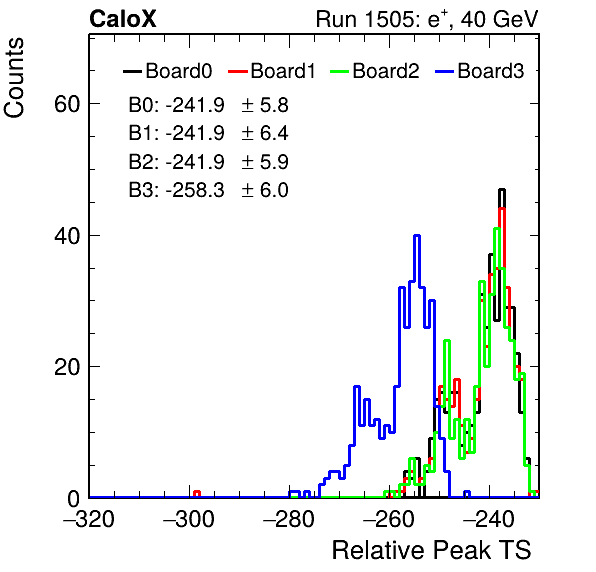 CaloX Run 1505: e⁺, 40 GeV
Counts
Board0 Board1 Board2 Board3
B0: -241.9 ± 5.8
B1: -241.9 ± 6.4
B2: -241.9 ± 5.9
B3: -258.3 ± 6.0
60
40
20
0
−320 −300 −280 −260 −240
Relative Peak TS